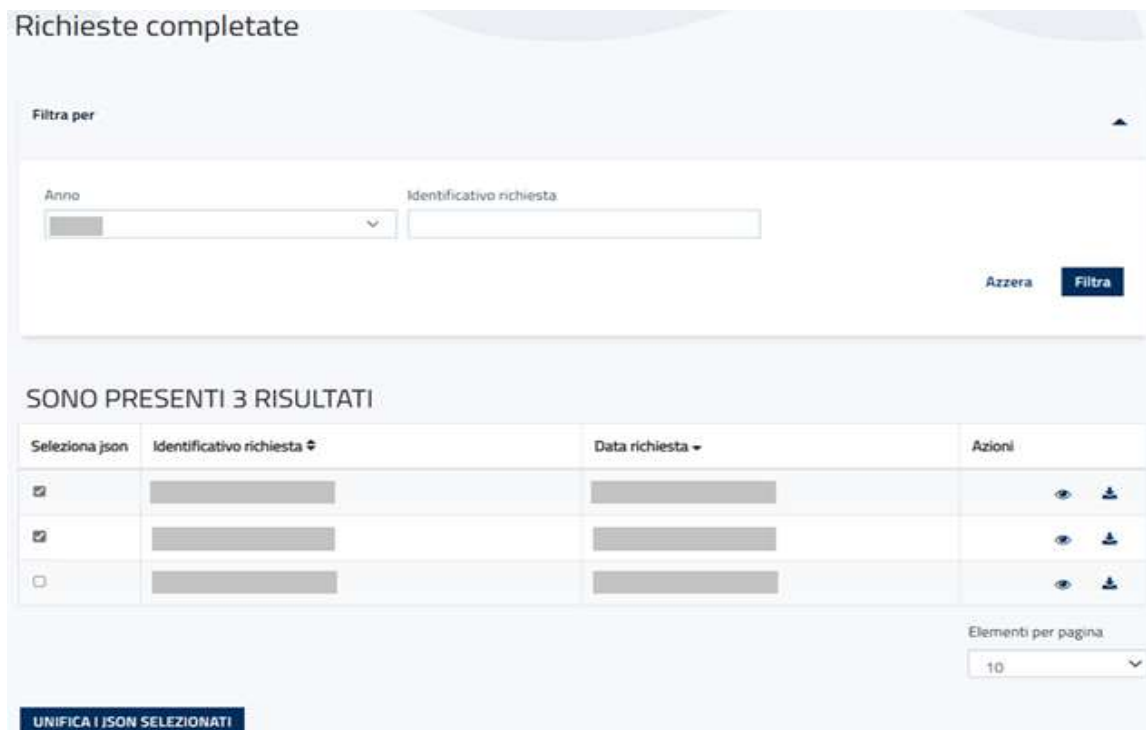 Richieste completate
Filtra per
Anno Identificativo richiesta
Azzera Filtra
SONO PRESENTI 3 RISULTATI
Seleziona json Identificativo richiesta Data richiesta Azioni
Elementi per pagina
10
UNIFICA I JSON SELEZIONATI